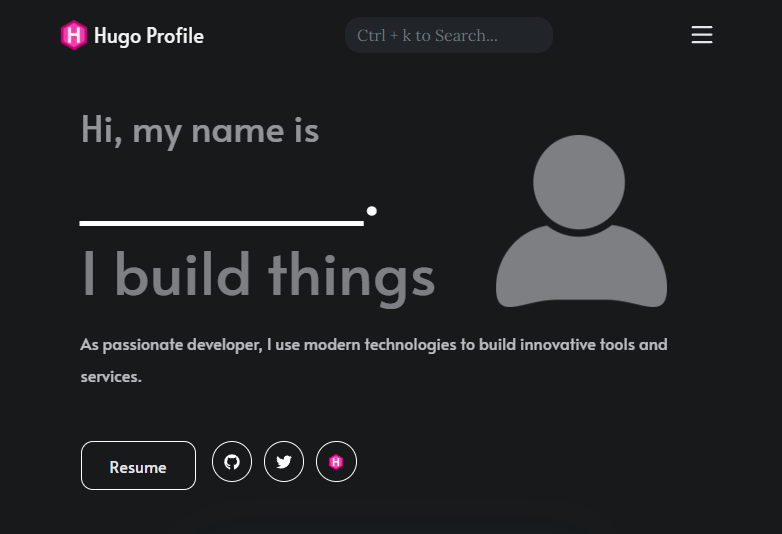 Hugo Profile
Ctrl + k to Search...
Hi, my name is
____________.
I build things
As passionate developer, I use modern technologies to build innovative tools and
services.
Resume